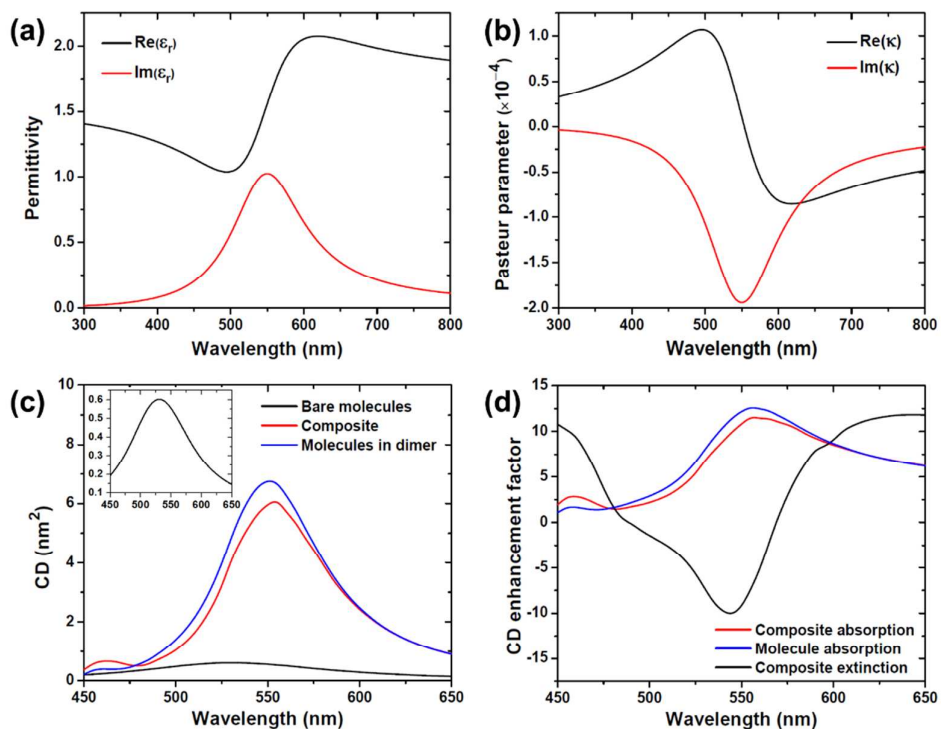 (a)
Re(εr)
Im(εr)
Permittivity
2.0
1.5
1.0
0.5
0.0
300 400 500 600 700 800
Wavelength (nm)
(b)
Re(κ)
Im(κ)
Pasteur parameter (×10−4)
1.0
0.5
0.0
-0.5
-1.0
-1.5
-2.0
300 400 500 600 700 800
Wavelength (nm)
(c)
Bare molecules
Composite
Molecules in dimer
CD (nm2)
10
8
6
4
2
0
450 500 550 600 650
Wavelength (nm)
0.6
0.5
0.4
0.3
0.2
0.1
450 500 550 600 650
(d)
CD enhancement factor
15
10
5
0
-5
-10
-15
Composite absorption
Molecule absorption
Composite extinction
450 500 550 600 650
Wavelength (nm)